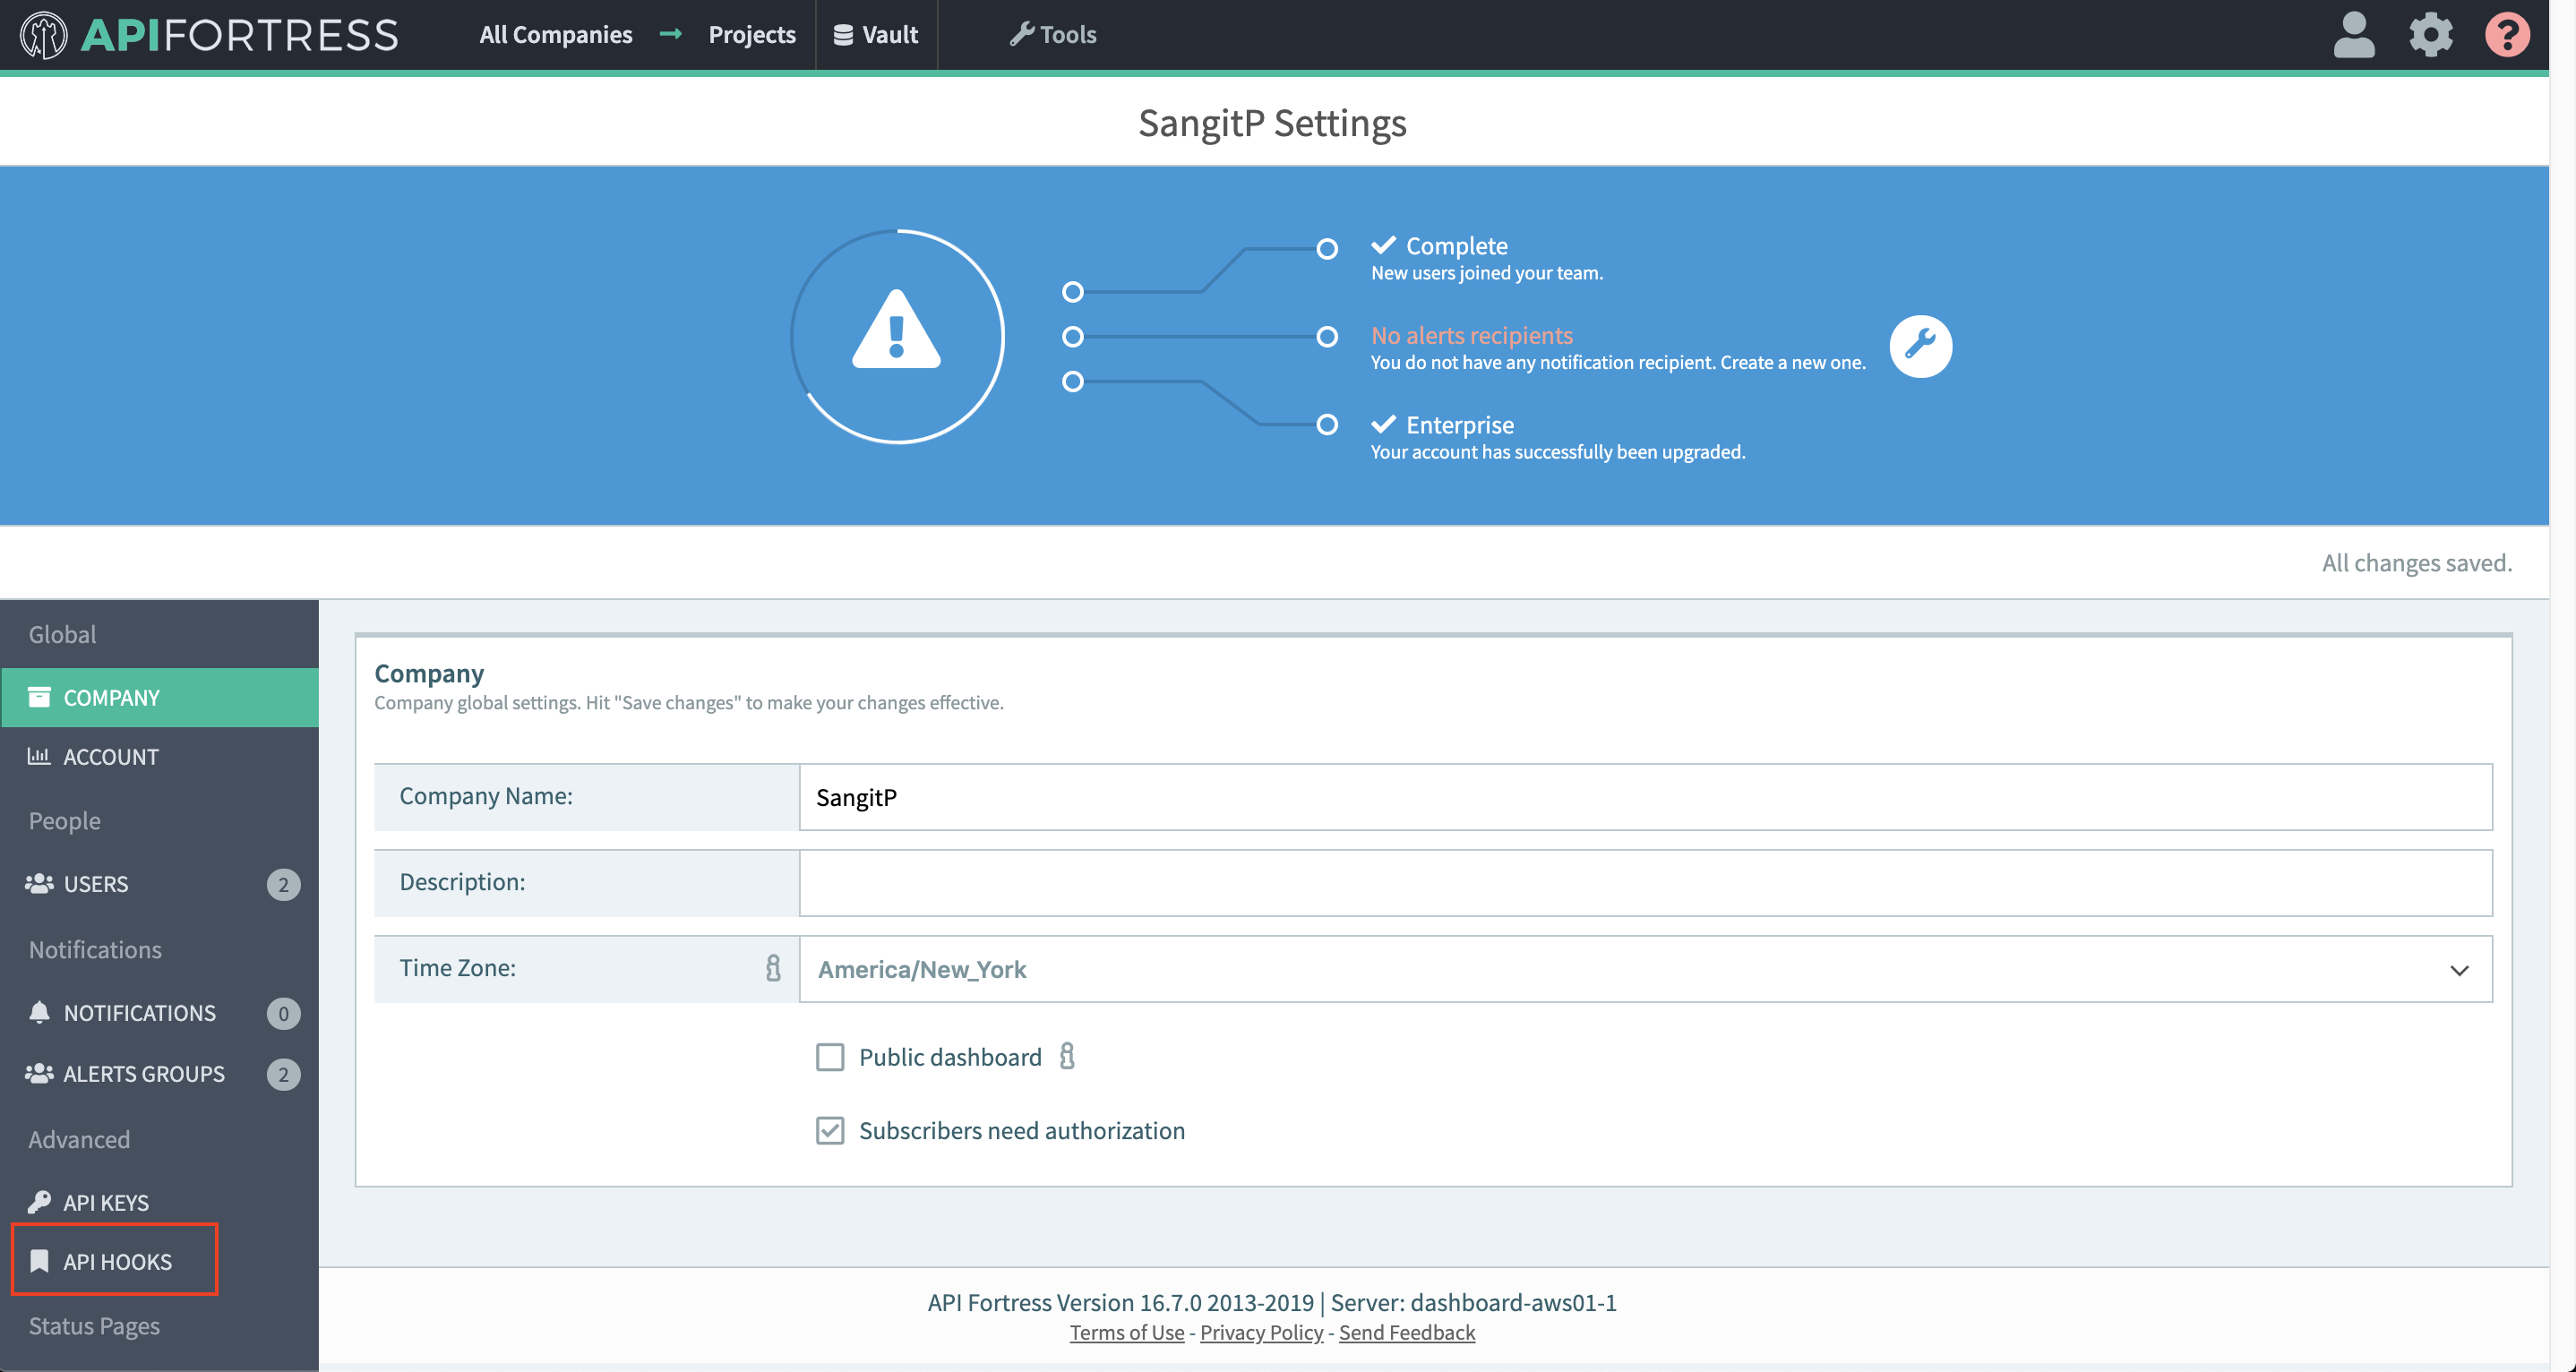 APIFORTRESS
All Companies → Projects
Vault
Tools
?
SangitP Settings
Complete
New users joined your team.
No alerts recipients
You do not have any notification recipient. Create a new one.
Enterprise
Your account has successfully been upgraded.
All changes saved.
Global
COMPANY
ACCOUNT
People
USERS 2
Notifications
NOTIFICATIONS 0
ALERTS GROUPS 2
Advanced
API KEYS
API HOOKS
Status Pages
Company
Company global settings. Hit "Save changes" to make your changes effective.
Company Name: SangitP
Description:
Time Zone: America/New_York
Public dashboard
Subscribers need authorization
API Fortress Version 16.7.0 2013-2019 | Server: dashboard-aws01-1
Terms of Use - Privacy Policy - Send Feedback